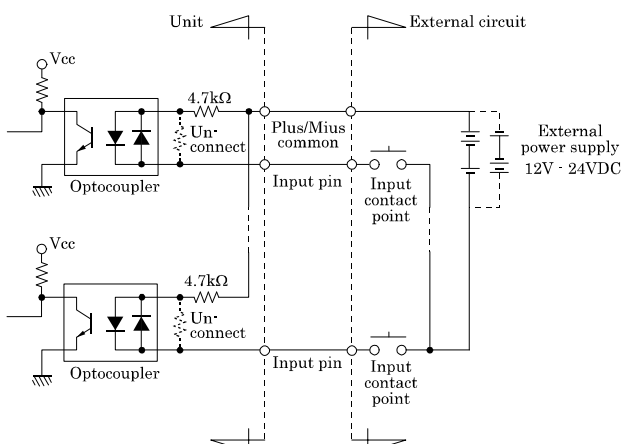 Unit
External circuit
Vcc
4.7kΩ
Un-
connect
Plus/Mius
common
Optocoupler
Input pin
Input
contact
point
External
power supply
12V - 24VDC
Vcc
4.7kΩ
Un-
connect
Optocoupler
Input pin
Input
contact
point